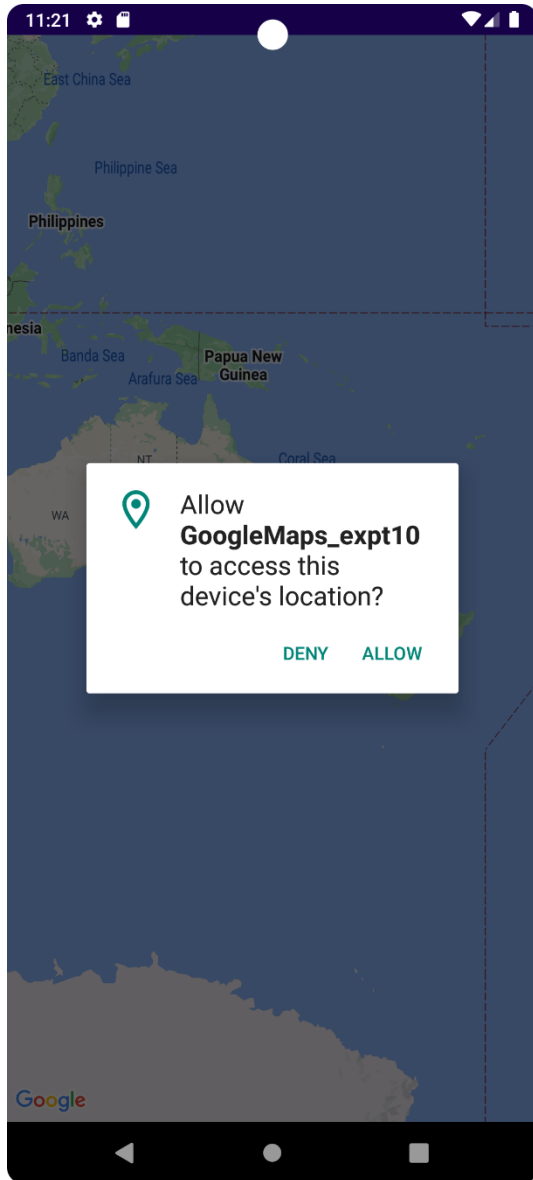 11:21
East China Sea
Philippine Sea
Philippines
nesia
Banda Sea
Papua New
Guinea
Arafura Sea
Coral Sea
NT
WA
Allow
GoogleMaps_expt10
to access this
device's location?
DENY ALLOW
Google